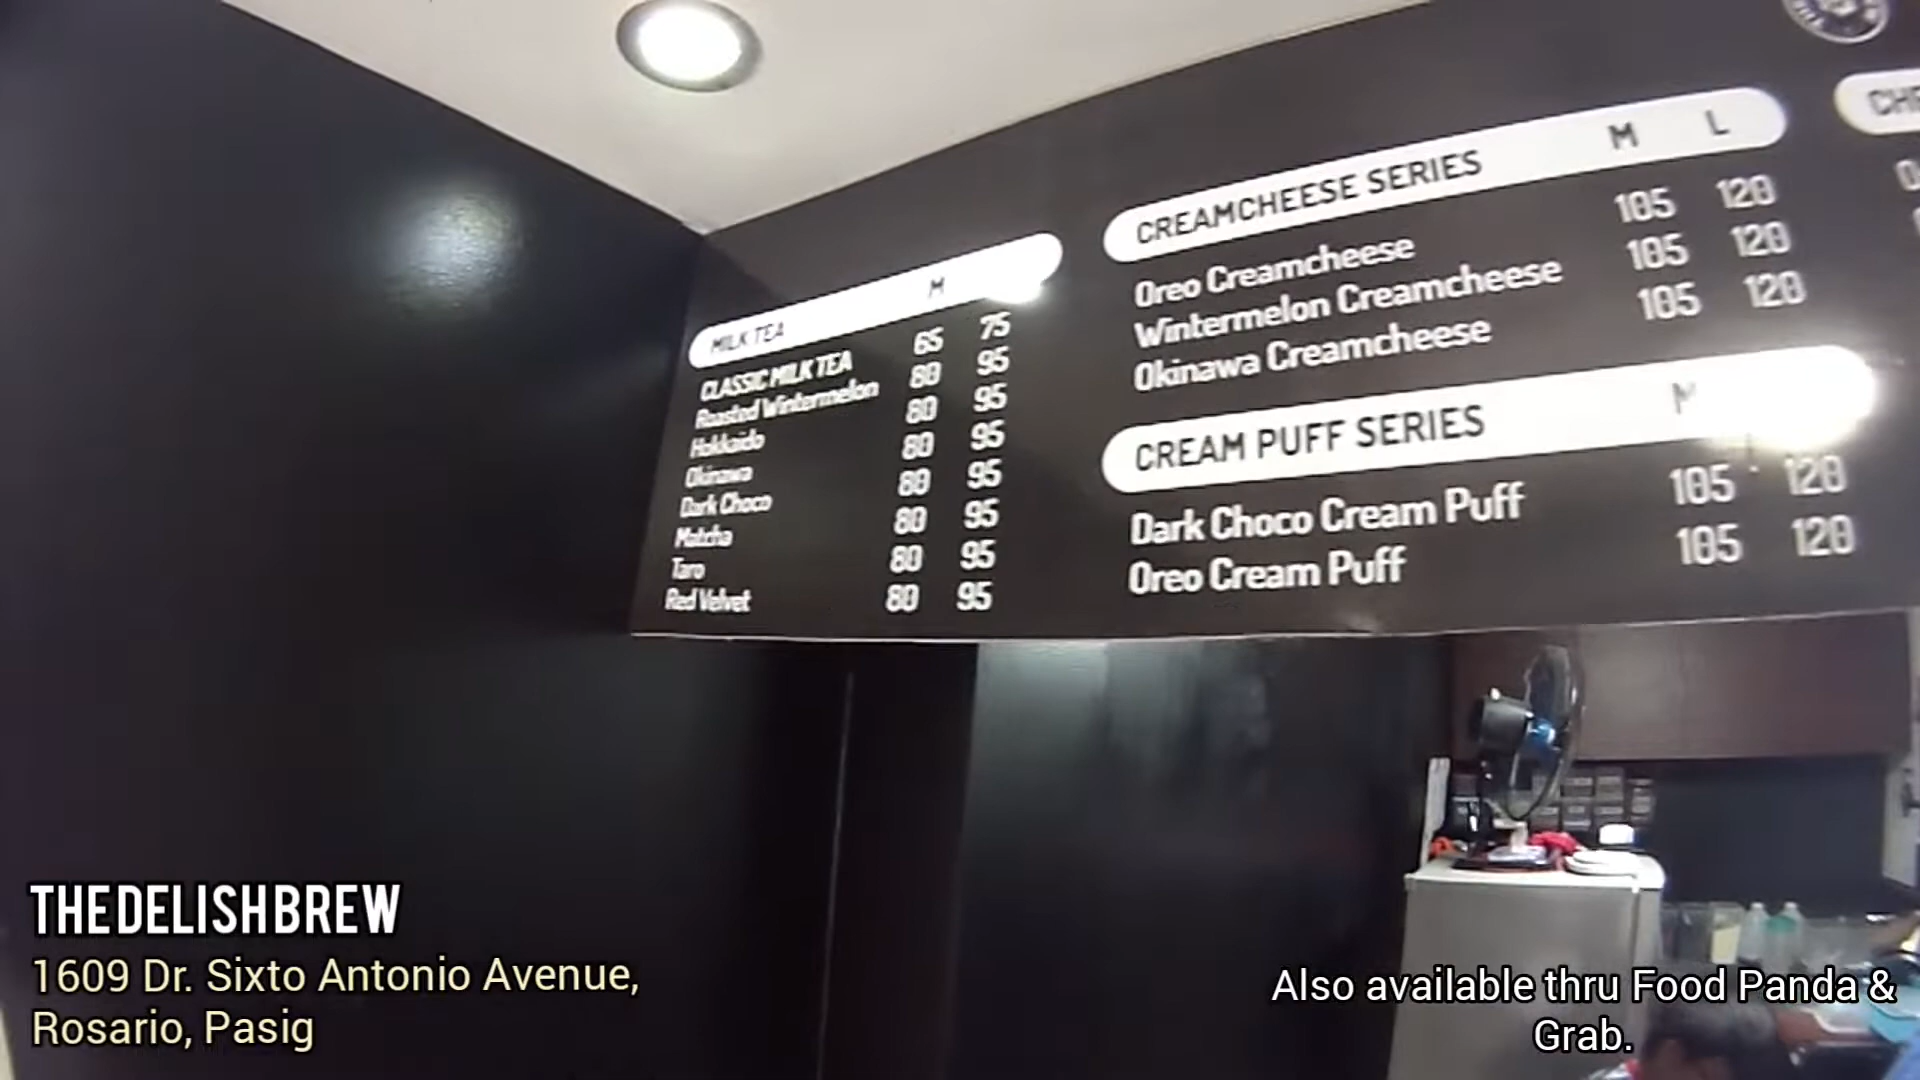 MILK TEA M
CLASSIC MILK TEA 65 75
Roasted Wintermelon 80 95
Hokkaido 80 95
Okinawa 80 95
Dark Choco 80 95
Matcha 80 95
Taro 80 95
Red Velvet 80 95
CREAMCHEESE SERIES M L
Oreo Creamcheese 105 120
Wintermelon Creamcheese 105 120
Okinawa Creamcheese 105 120
CREAM PUFF SERIES M
Dark Choco Cream Puff 105 120
Oreo Cream Puff 105 120
THE DELISH BREW
1609 Dr. Sixto Antonio Avenue,
Rosario, Pasig
Also available thru Food Panda &
Grab.